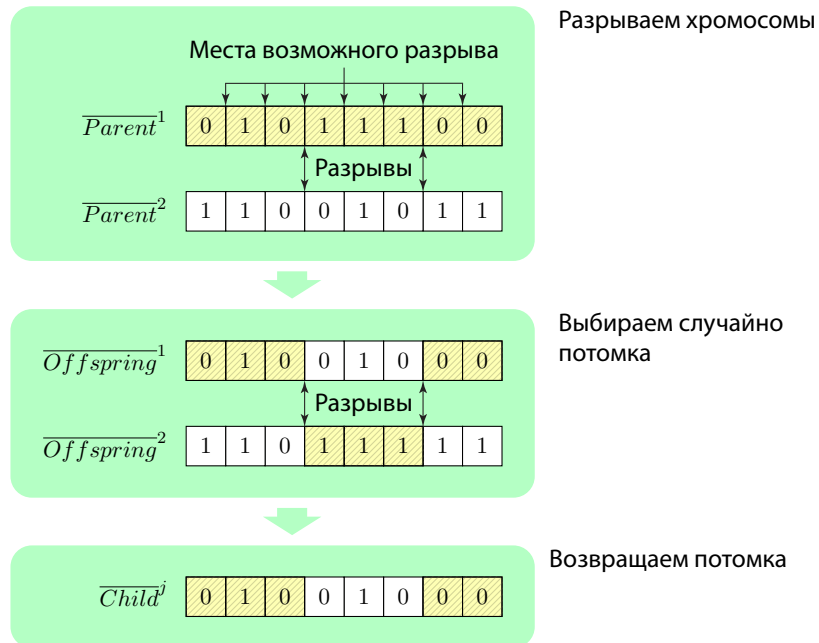 Разрываем хромосомы
Места возможного разрыва
Parent¹ 0 1 0 1 1 1 0 0
Разрывы
Parent² 1 1 0 0 1 0 1 1
Выбираем случайно
потомка
Offspring¹ 0 1 0 0 1 0 0 0
Разрывы
Offspring² 1 1 0 1 1 1 1 1
Возвращаем потомка
Childʲ 0 1 0 0 1 0 0 0